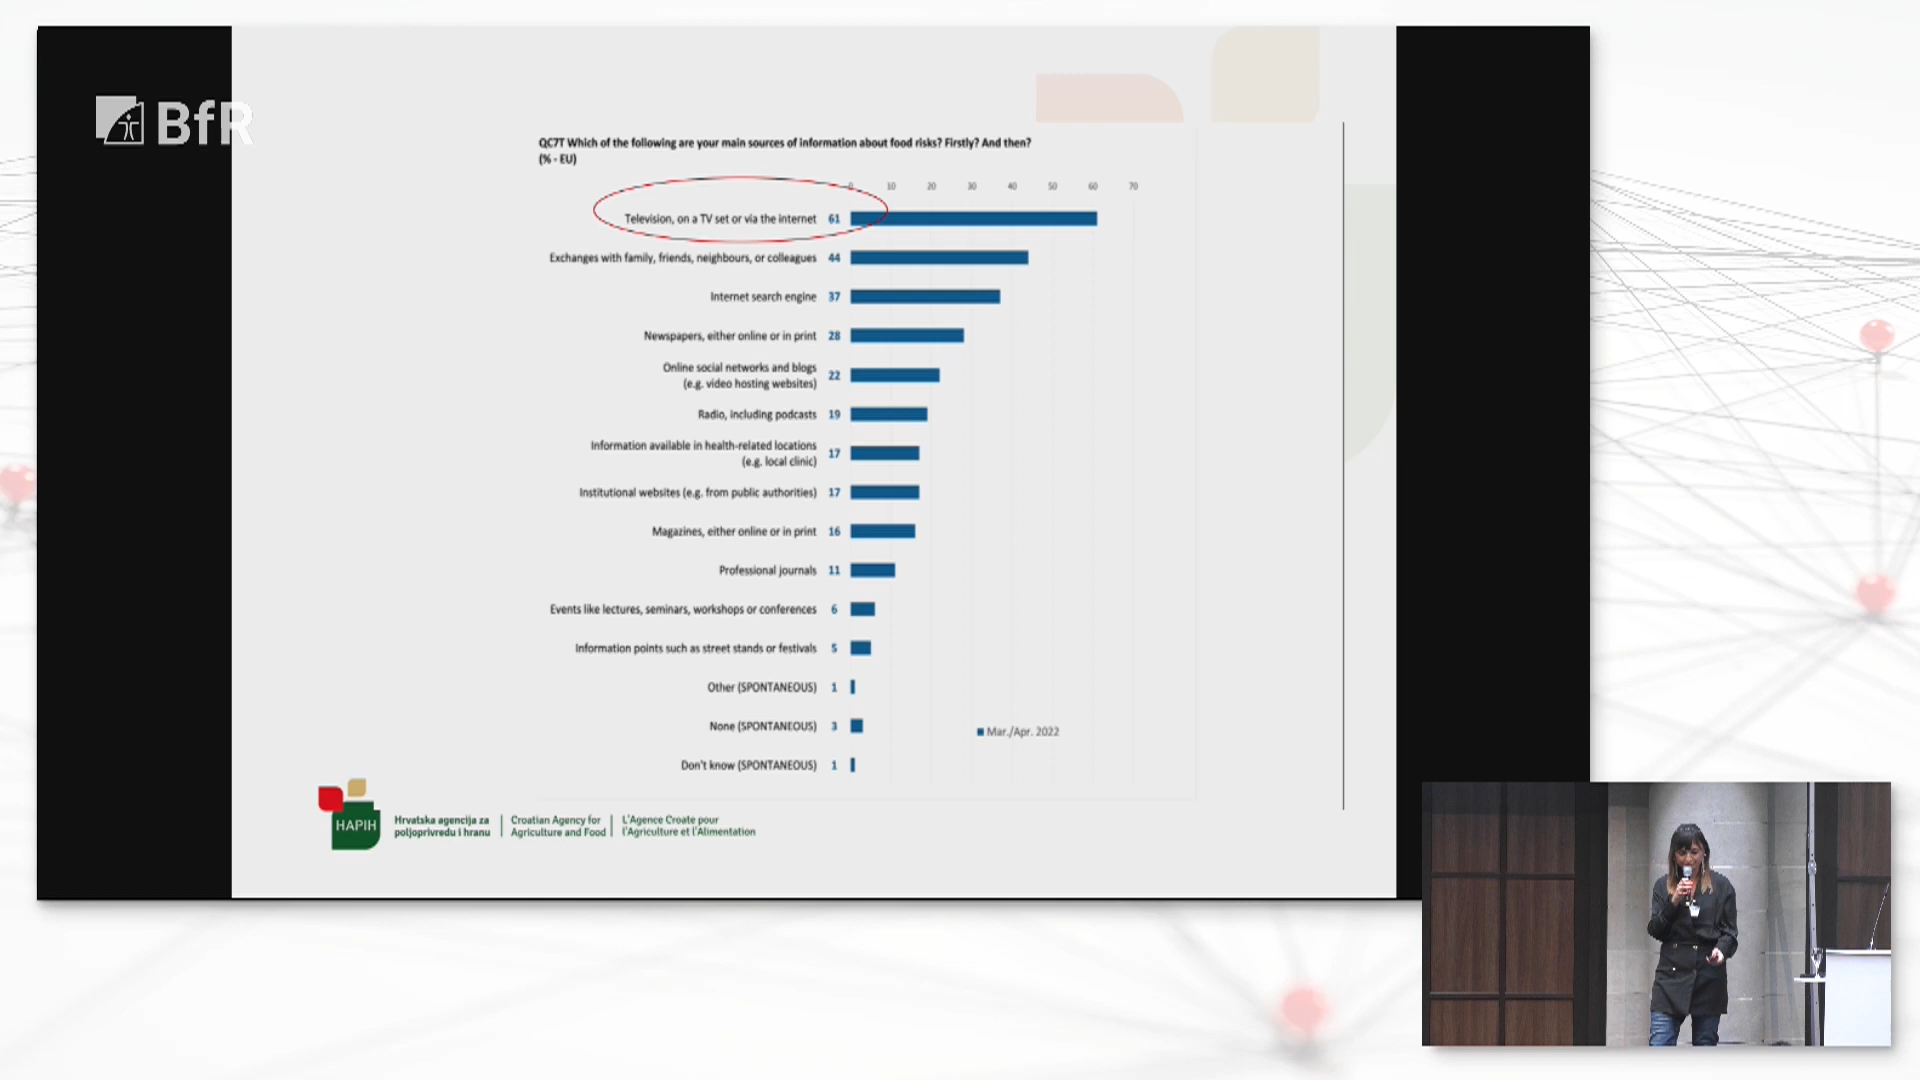 BfR
QC7T Which of the following are your main sources of information about food risks? Firstly? And then?
(% - EU)
0 10 20 30 40 50 60 70
Television, on a TV set or via the internet 61
Exchanges with family, friends, neighbours, or colleagues 44
Internet search engine 37
Newspapers, either online or in print 28
Online social networks and blogs
(e.g. video hosting websites) 22
Radio, including podcasts 19
Information available in health-related locations
(e.g. local clinic) 17
Institutional websites (e.g. from public authorities) 17
Magazines, either online or in print 16
Professional journals 11
Events like lectures, seminars, workshops or conferences 6
Information points such as street stands or festivals 5
Other (SPONTANEOUS) 1
None (SPONTANEOUS) 3
Mar./Apr. 2022
Don't know (SPONTANEOUS) 1
HAPIH
Hrvatska agencija za
poljoprivredu i hranu
Croatian Agency for
Agriculture and Food
L'Agence Croate pour
l'Agriculture et l'Alimentation